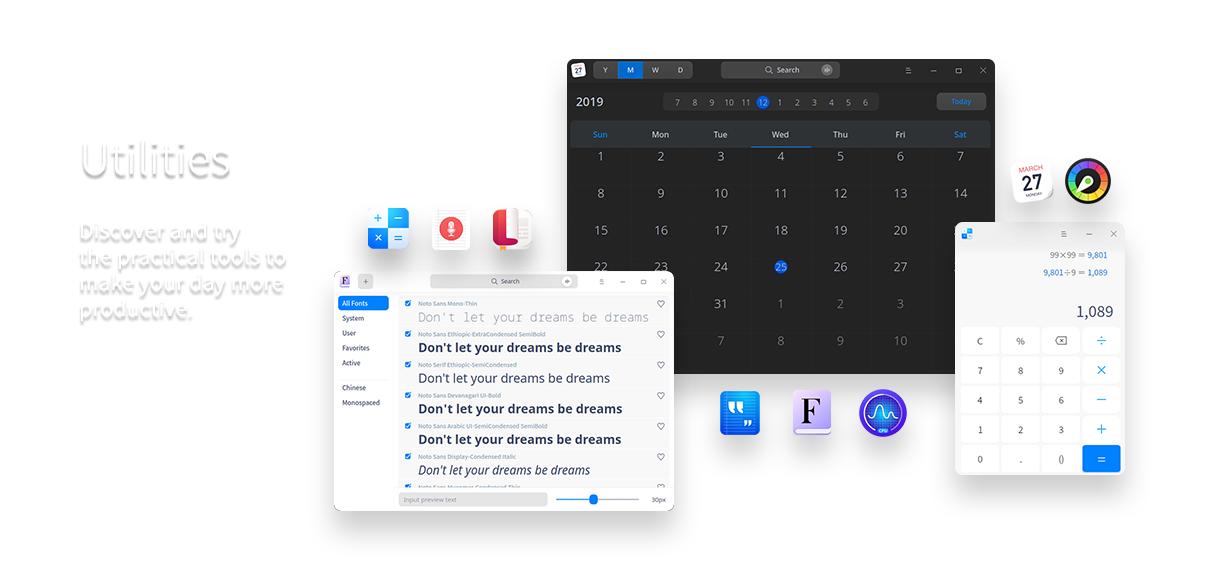 Utilities
Discover and try
the practical tools to
make your day more
productive.
27
Y M W D
Search
2019
7 8 9 10 11 12 1 2 3 4 5 6
Today
Sun Mon Tue Wed Thu Fri Sat
1 2 3 4 5 6 7
8 9 10 11 12 13 14
15 16 17 18 19 20
22 23 24 25 26 27
31 1 2 3
7 8 9 10
MARCH
27
MONDAY
99×99 = 9,801
9,801÷9 = 1,089
1,089
C % ÷
7 8 9 ×
4 5 6 −
1 2 3 +
0 . () =
+ −
× =
L
F + Search
All Fonts
System
User
Favorites
Active
Chinese
Monospaced
Noto Sans Mono-Thin
Don't let your dreams be dreams
Noto Sans Ethiopic-ExtraCondensed SemiBold
Don't let your dreams be dreams
Noto Serif Ethiopic-SemiCondensed
Don't let your dreams be dreams
Noto Sans Devanagari UI-Bold
Don't let your dreams be dreams
Noto Sans Arabic UI-SemiCondensed SemiBold
Don't let your dreams be dreams
Noto Sans Display-Condensed Italic
Don't let your dreams be dreams
Noto Sans Myanmar-Condensed Thin
Input preview text
30px
F
CPU